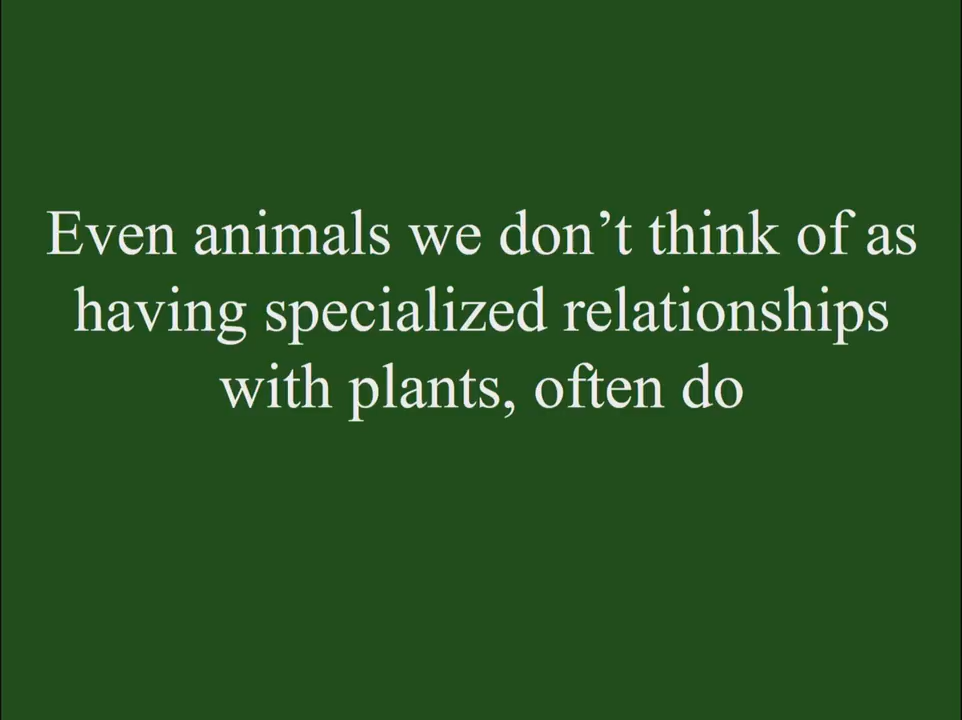 Even animals we don’t think of as
having specialized relationships
with plants, often do